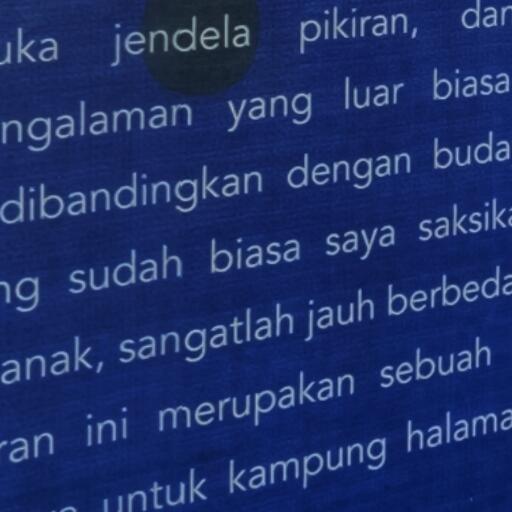 uka jendela pikiran, dan
ngalaman yang luar biasa
dibandingkan dengan buda
ng sudah biasa saya saksika
anak, sangatlah jauh berbeda
ran ini merupakan sebuah
untuk kampung halama